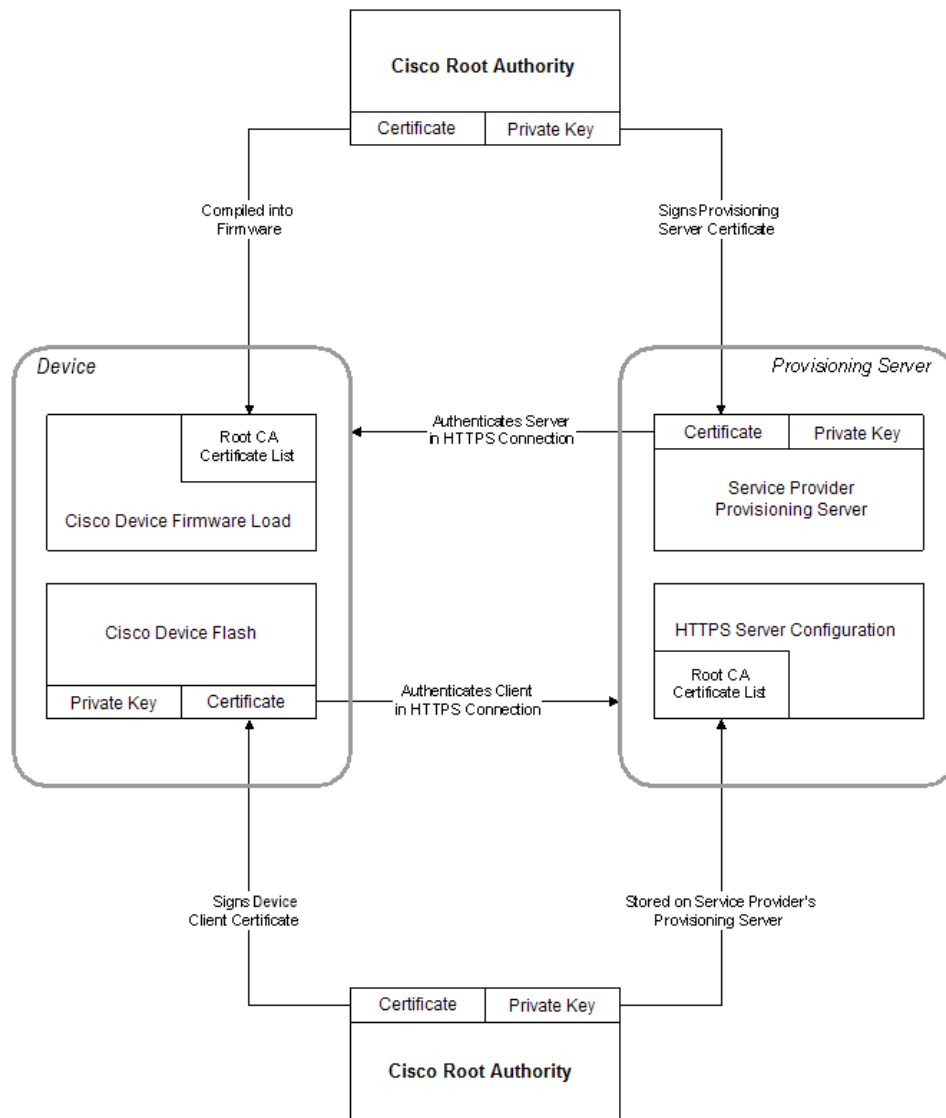 Cisco Root Authority
Certificate
Private Key
Compiled into
Firmware
Signs Provisioning
Server Certificate
Device
Provisioning Server
Root CA
Certificate List
Cisco Device Firmware Load
Authenticates Server
in HTTPS Connection
Certificate
Private Key
Service Provider
Provisioning Server
Cisco Device Flash
Private Key
Certificate
Authenticates Client
in HTTPS Connection
HTTPS Server Configuration
Root CA
Certificate List
Signs Device
Client Certificate
Stored on Service Provider's
Provisioning Server
Certificate
Private Key
Cisco Root Authority